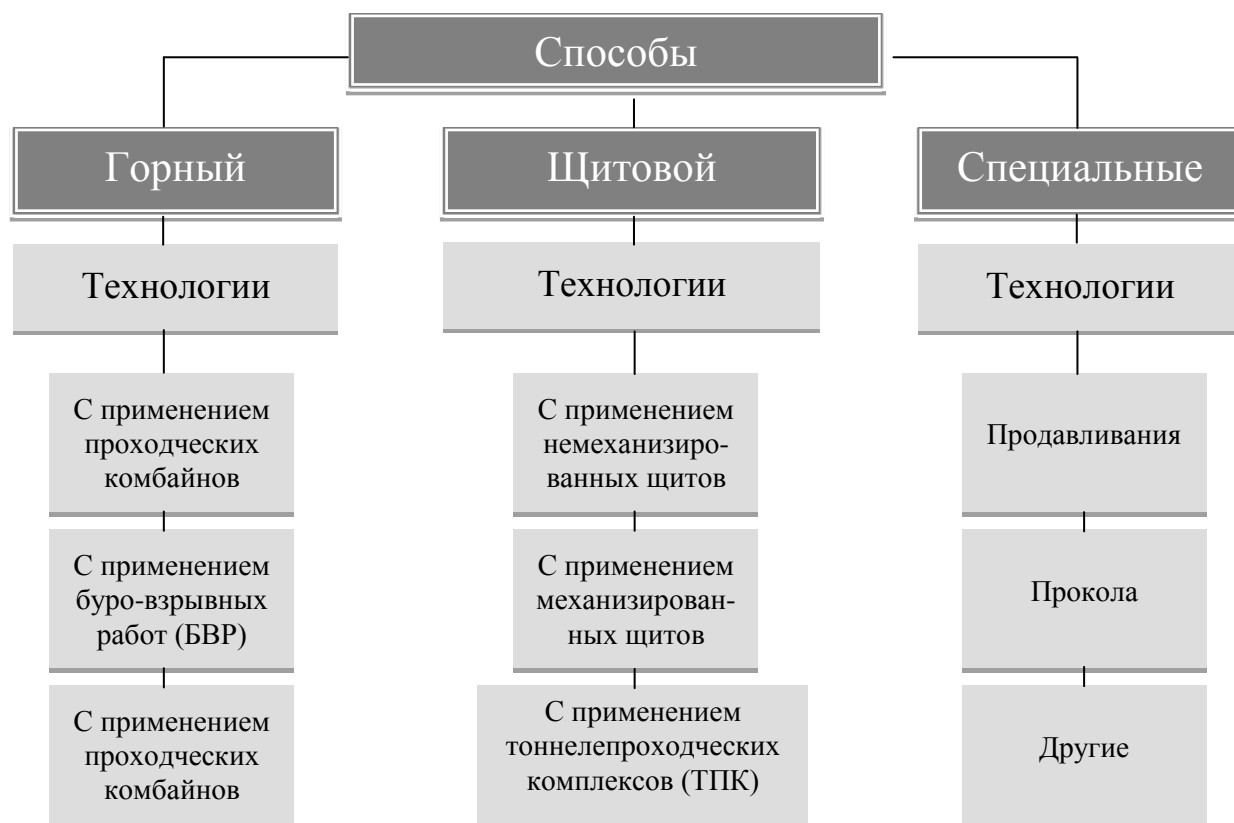 Способы
Горный
Щитовой
Специальные
Технологии
Технологии
Технологии
С применением
проходческих
комбайнов
С применением
немеханизиро-
ванных щитов
Продавливания
С применением
буро-взрывных
работ (БВР)
С применением
механизирован-
ных щитов
Прокола
С применением
проходческих
комбайнов
С применением
тоннелепроходческих
комплексов (ТПК)
Другие